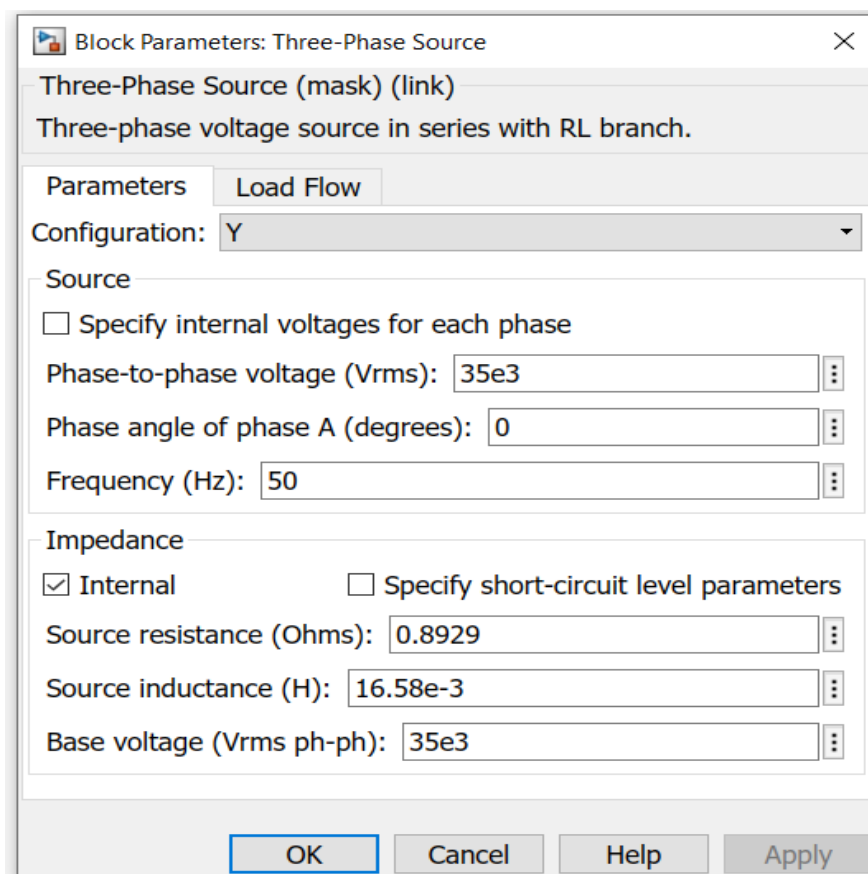 Block Parameters: Three-Phase Source
Three-Phase Source (mask) (link)
Three-phase voltage source in series with RL branch.
Parameters Load Flow
Configuration: Y
Source
Specify internal voltages for each phase
Phase-to-phase voltage (Vrms): 35e3
Phase angle of phase A (degrees): 0
Frequency (Hz): 50
Impedance
Internal Specify short-circuit level parameters
Source resistance (Ohms): 0.8929
Source inductance (H): 16.58e-3
Base voltage (Vrms ph-ph): 35e3
OK Cancel Help Apply